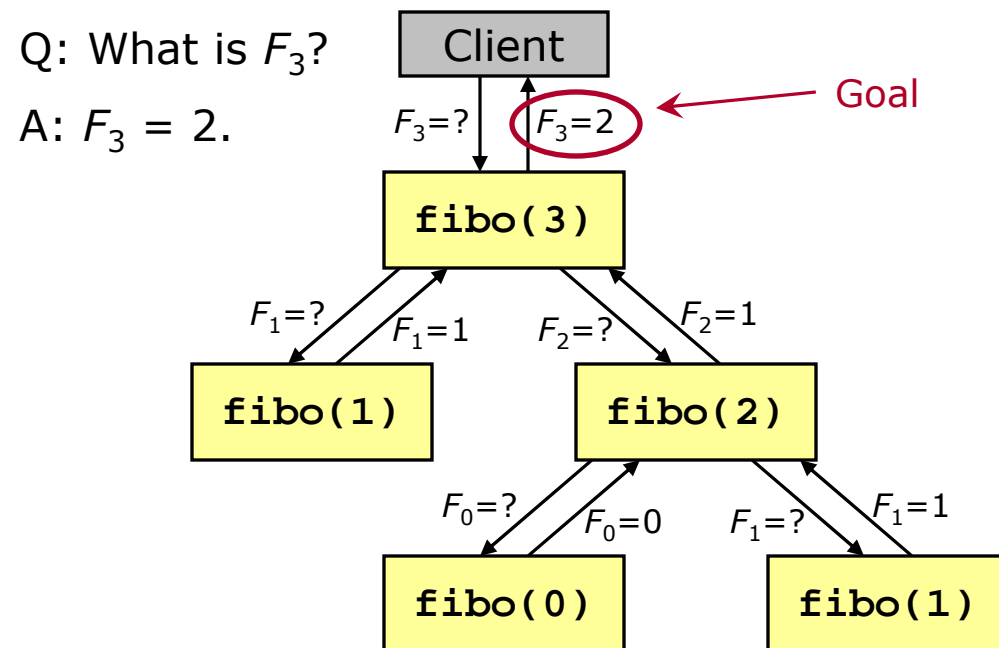 Q: What is F₃?
A: F₃ = 2.
Client
Goal
F₃=?
F₃=2
fibo(3)
F₁=?
F₁=1
F₂=?
F₂=1
fibo(1)
fibo(2)
F₀=?
F₀=0
F₁=?
F₁=1
fibo(0)
fibo(1)